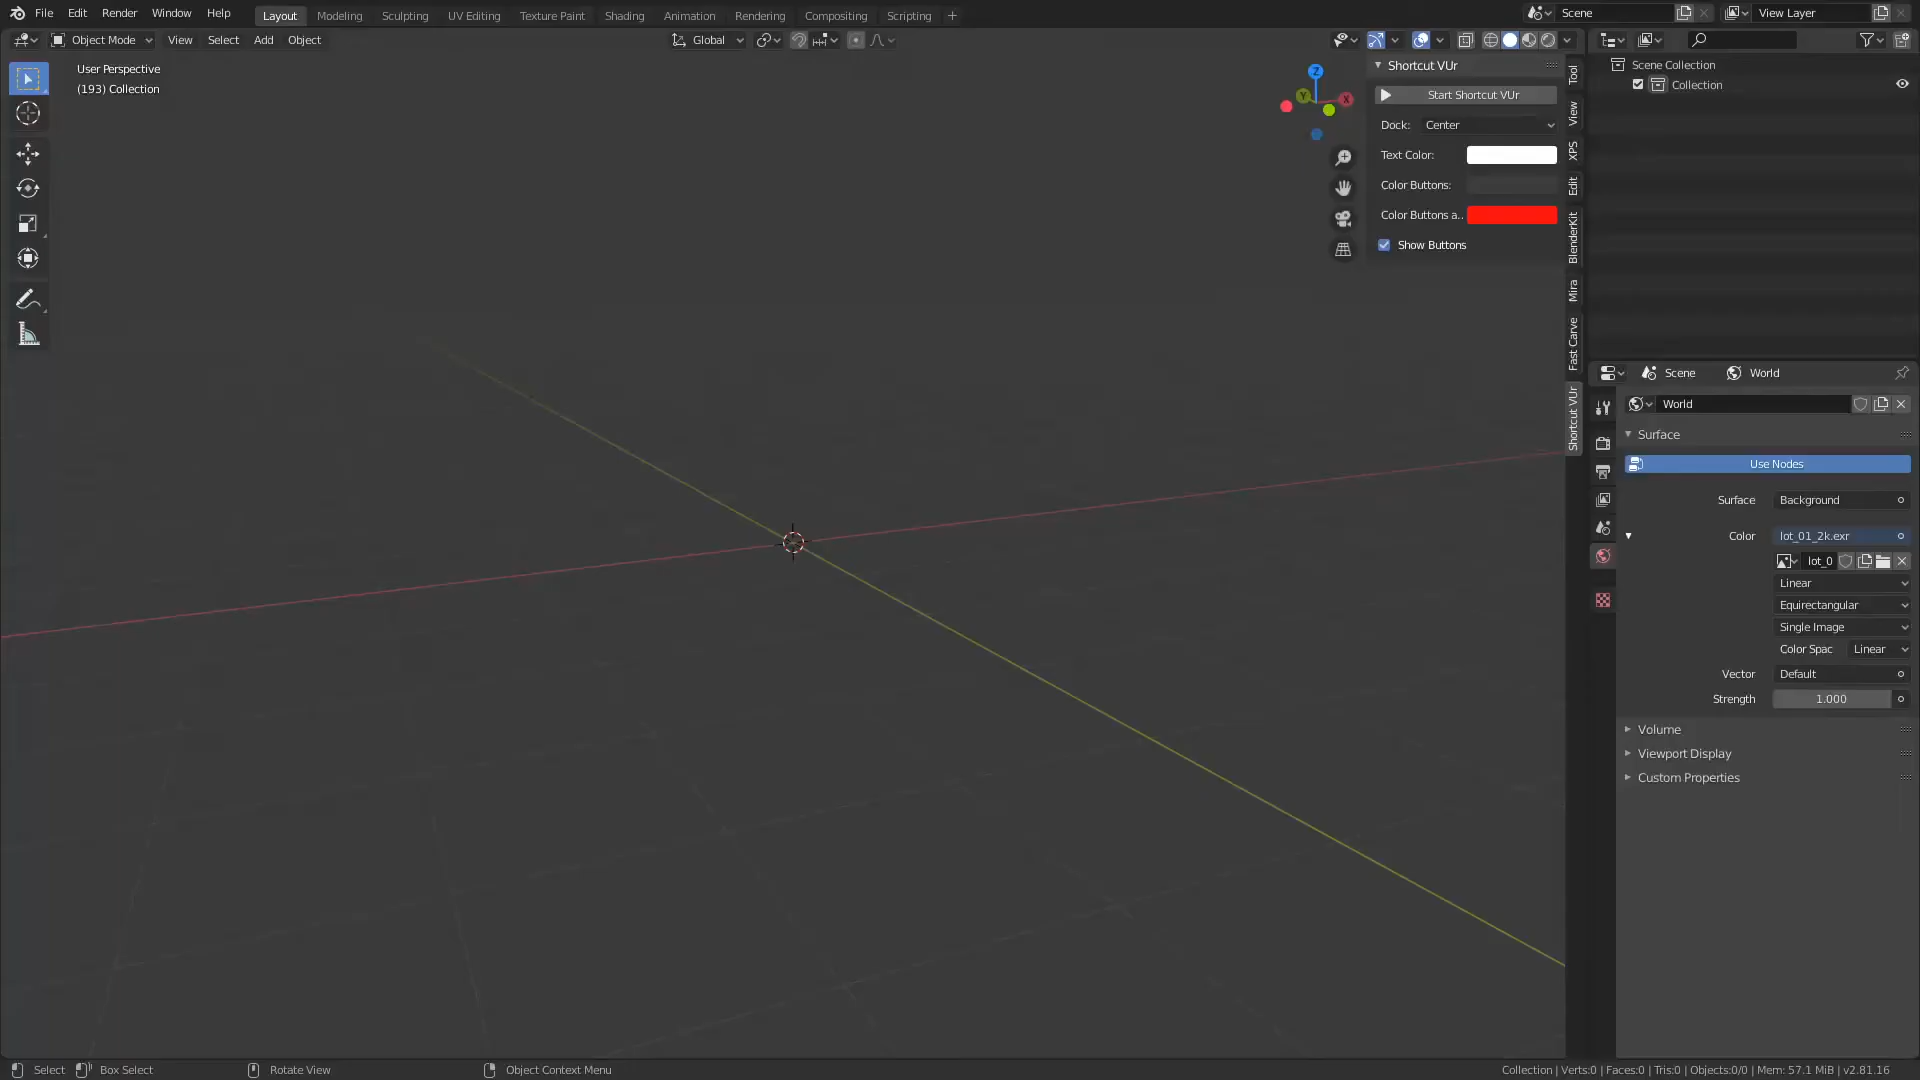 File Edit Render Window Help
Layout Modeling Sculpting UV Editing Texture Paint Shading Animation Rendering Compositing Scripting +
Scene
View Layer
Object Mode View Select Add Object
Global
User Perspective
(193) Collection
Z
Y
X
Shortcut VUr
Start Shortcut VUr
Dock: Center
Text Color:
Color Buttons:
Color Buttons a..
Show Buttons
Tool
View
XPS
Edit
BlenderKit
Mira
Fast Carve
Shortcut VUr
Scene Collection
Collection
Scene World
World
Surface
Use Nodes
Surface Background
Color lot_01_2k.exr
lot_0
Linear
Equirectangular
Single Image
Color Spac Linear
Vector Default
Strength 1.000
Volume
Viewport Display
Custom Properties
Select Box Select Rotate View Object Context Menu
Collection | Verts:0 | Faces:0 | Tris:0 | Objects:0/0 | Mem: 57.1 MiB | v2.81.16